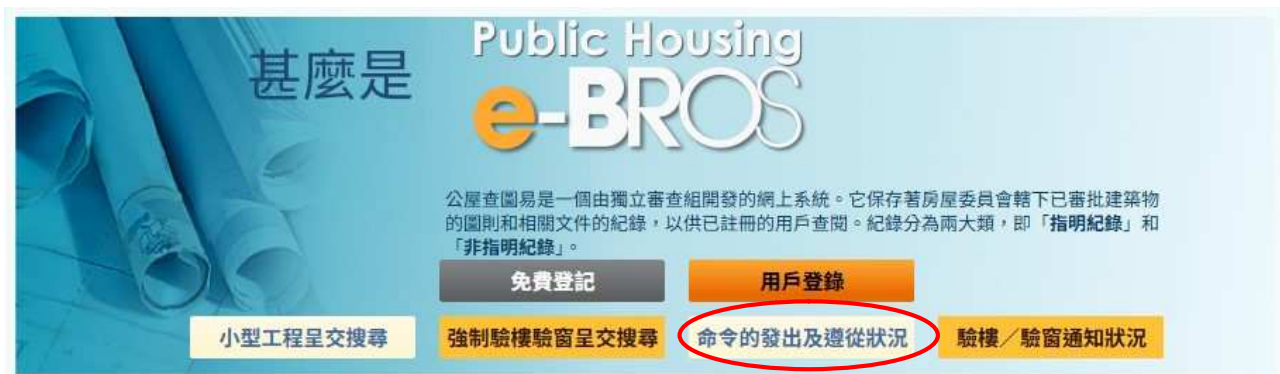 甚麼是
Public Housing
e-BROS
公屋查圖易是一個由獨立審查組開發的網上系統。它保存著房屋委員會轄下已審批建築物
的圖則和相關文件的紀錄，以供已註冊的用戶查閱。紀錄分為兩大類，即「指明紀錄」和
「非指明紀錄」。
免費登記 用戶登錄
小型工程呈交搜尋 強制驗樓驗窗呈交搜尋 命令的發出及遵從狀況 驗樓／驗窗通知狀況